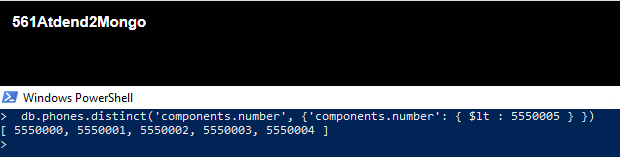 561Atdend2Mongo
Windows PowerShell
>  db.phones.distinct('components.number', {'components.number': { $lt : 5550005 } })
[ 5550000, 5550001, 5550002, 5550003, 5550004 ]
>